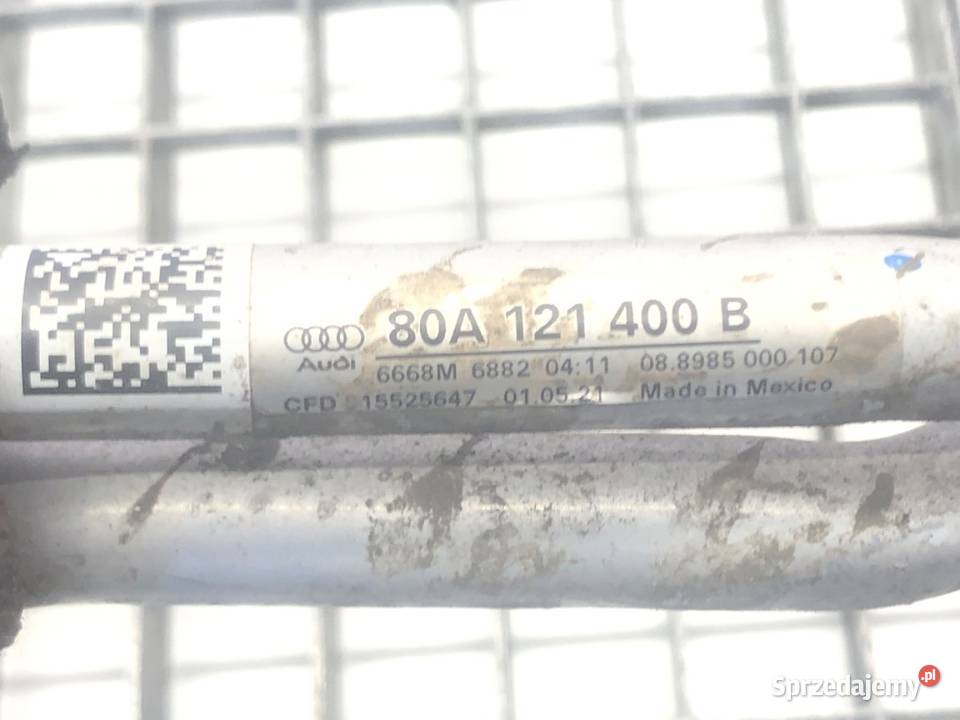 80A 121 400 B
Audi
6668M 6882 04:11 08.8985 000-107
CFD 15525647 01.05.21 Made in Mexico
Sprzedajemy.pl